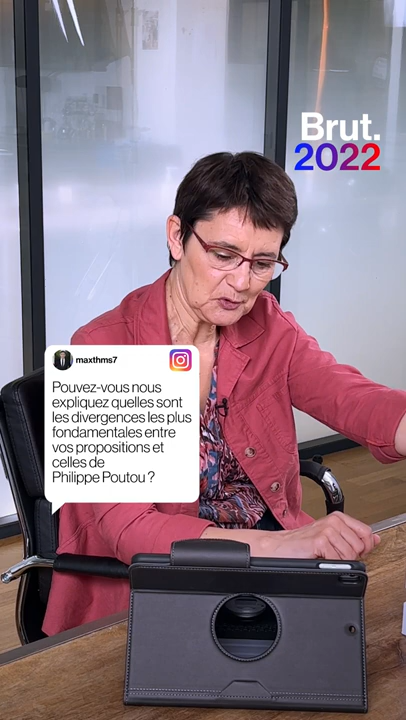 Brut.
2022
maxthms7
Pouvez-vous nous
expliquez quelles sont
les divergences les plus
fondamentales entre
vos propositions et
celles de
Philippe Poutou ?